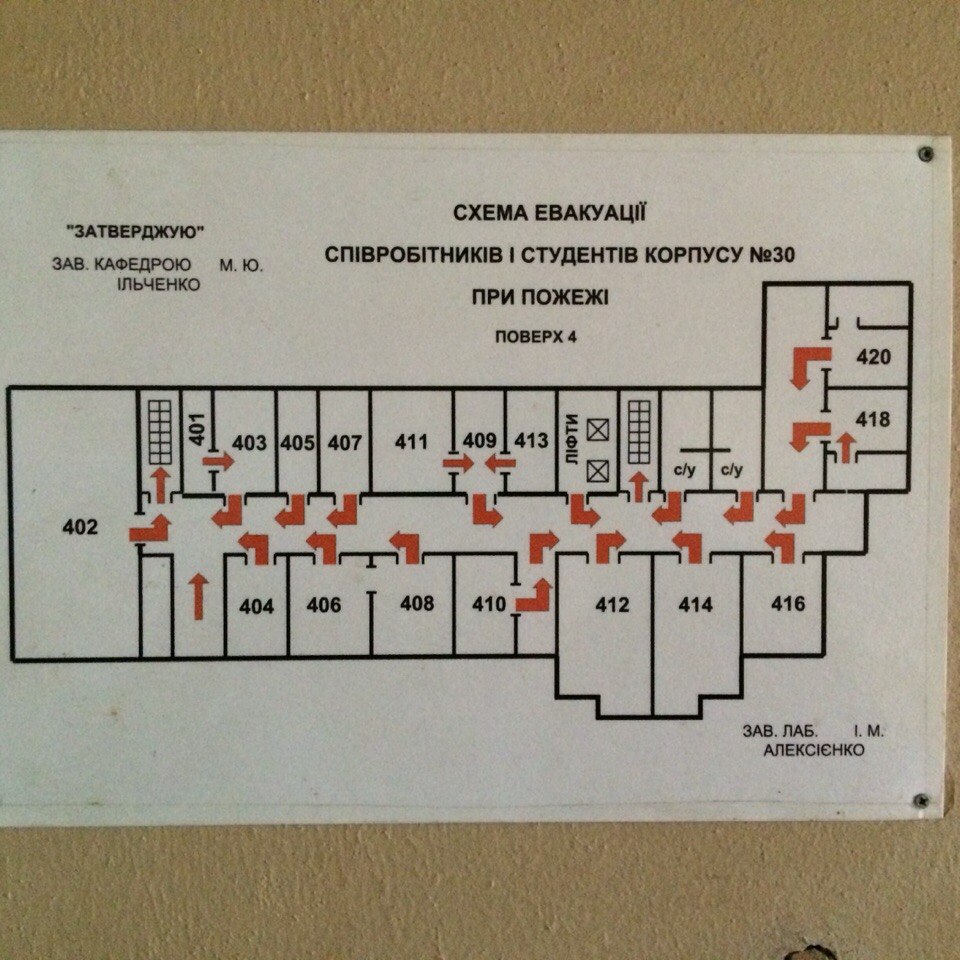 СХЕМА ЕВАКУАЦІЇ
СПІВРОБІТНИКІВ І СТУДЕНТІВ КОРПУСУ №30
ПРИ ПОЖЕЖІ
ПОВЕРХ 4
"ЗАТВЕРДЖУЮ"
ЗАВ. КАФЕДРОЮ М. Ю.
ІЛЬЧЕНКО
420
418
401
403
405
407
411
409
413
ЛІФТИ
с/у
с/у
402
404
406
408
410
412
414
416
ЗАВ. ЛАБ. І. М.
АЛЕКСІЄНКО